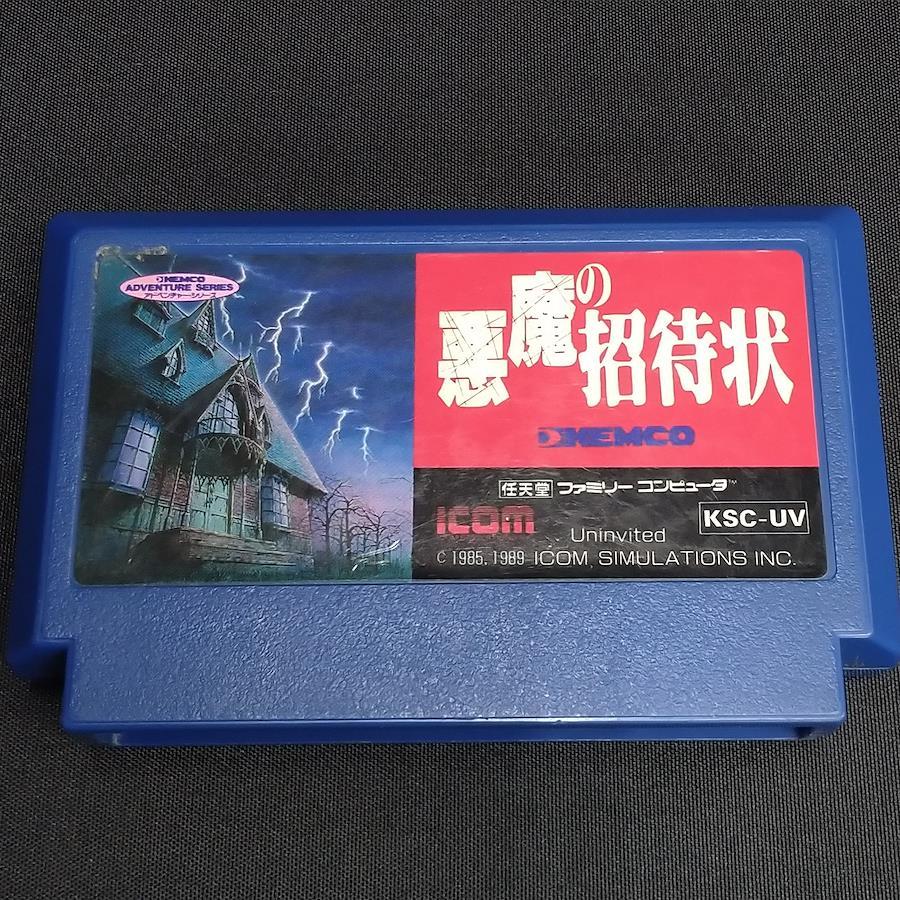 KEMCO
ADVENTURE SERIES
アドベンチャーシリーズ
悪魔の招待状
KEMCO
任天堂 ファミリーコンピュータ™
ICOM
KSC-UV
Uninvited
© 1985, 1989 ICOM SIMULATIONS INC.